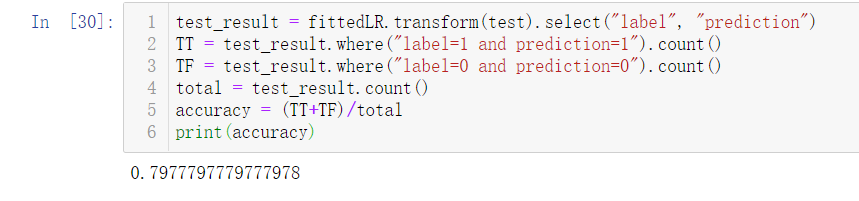 In [30]:
1 test_result = fittedLR.transform(test).select("label", "prediction")
2 TT = test_result.where("label=1 and prediction=1").count()
3 TF = test_result.where("label=0 and prediction=0").count()
4 total = test_result.count()
5 accuracy = (TT+TF)/total
6 print(accuracy)
0.7977797779777978